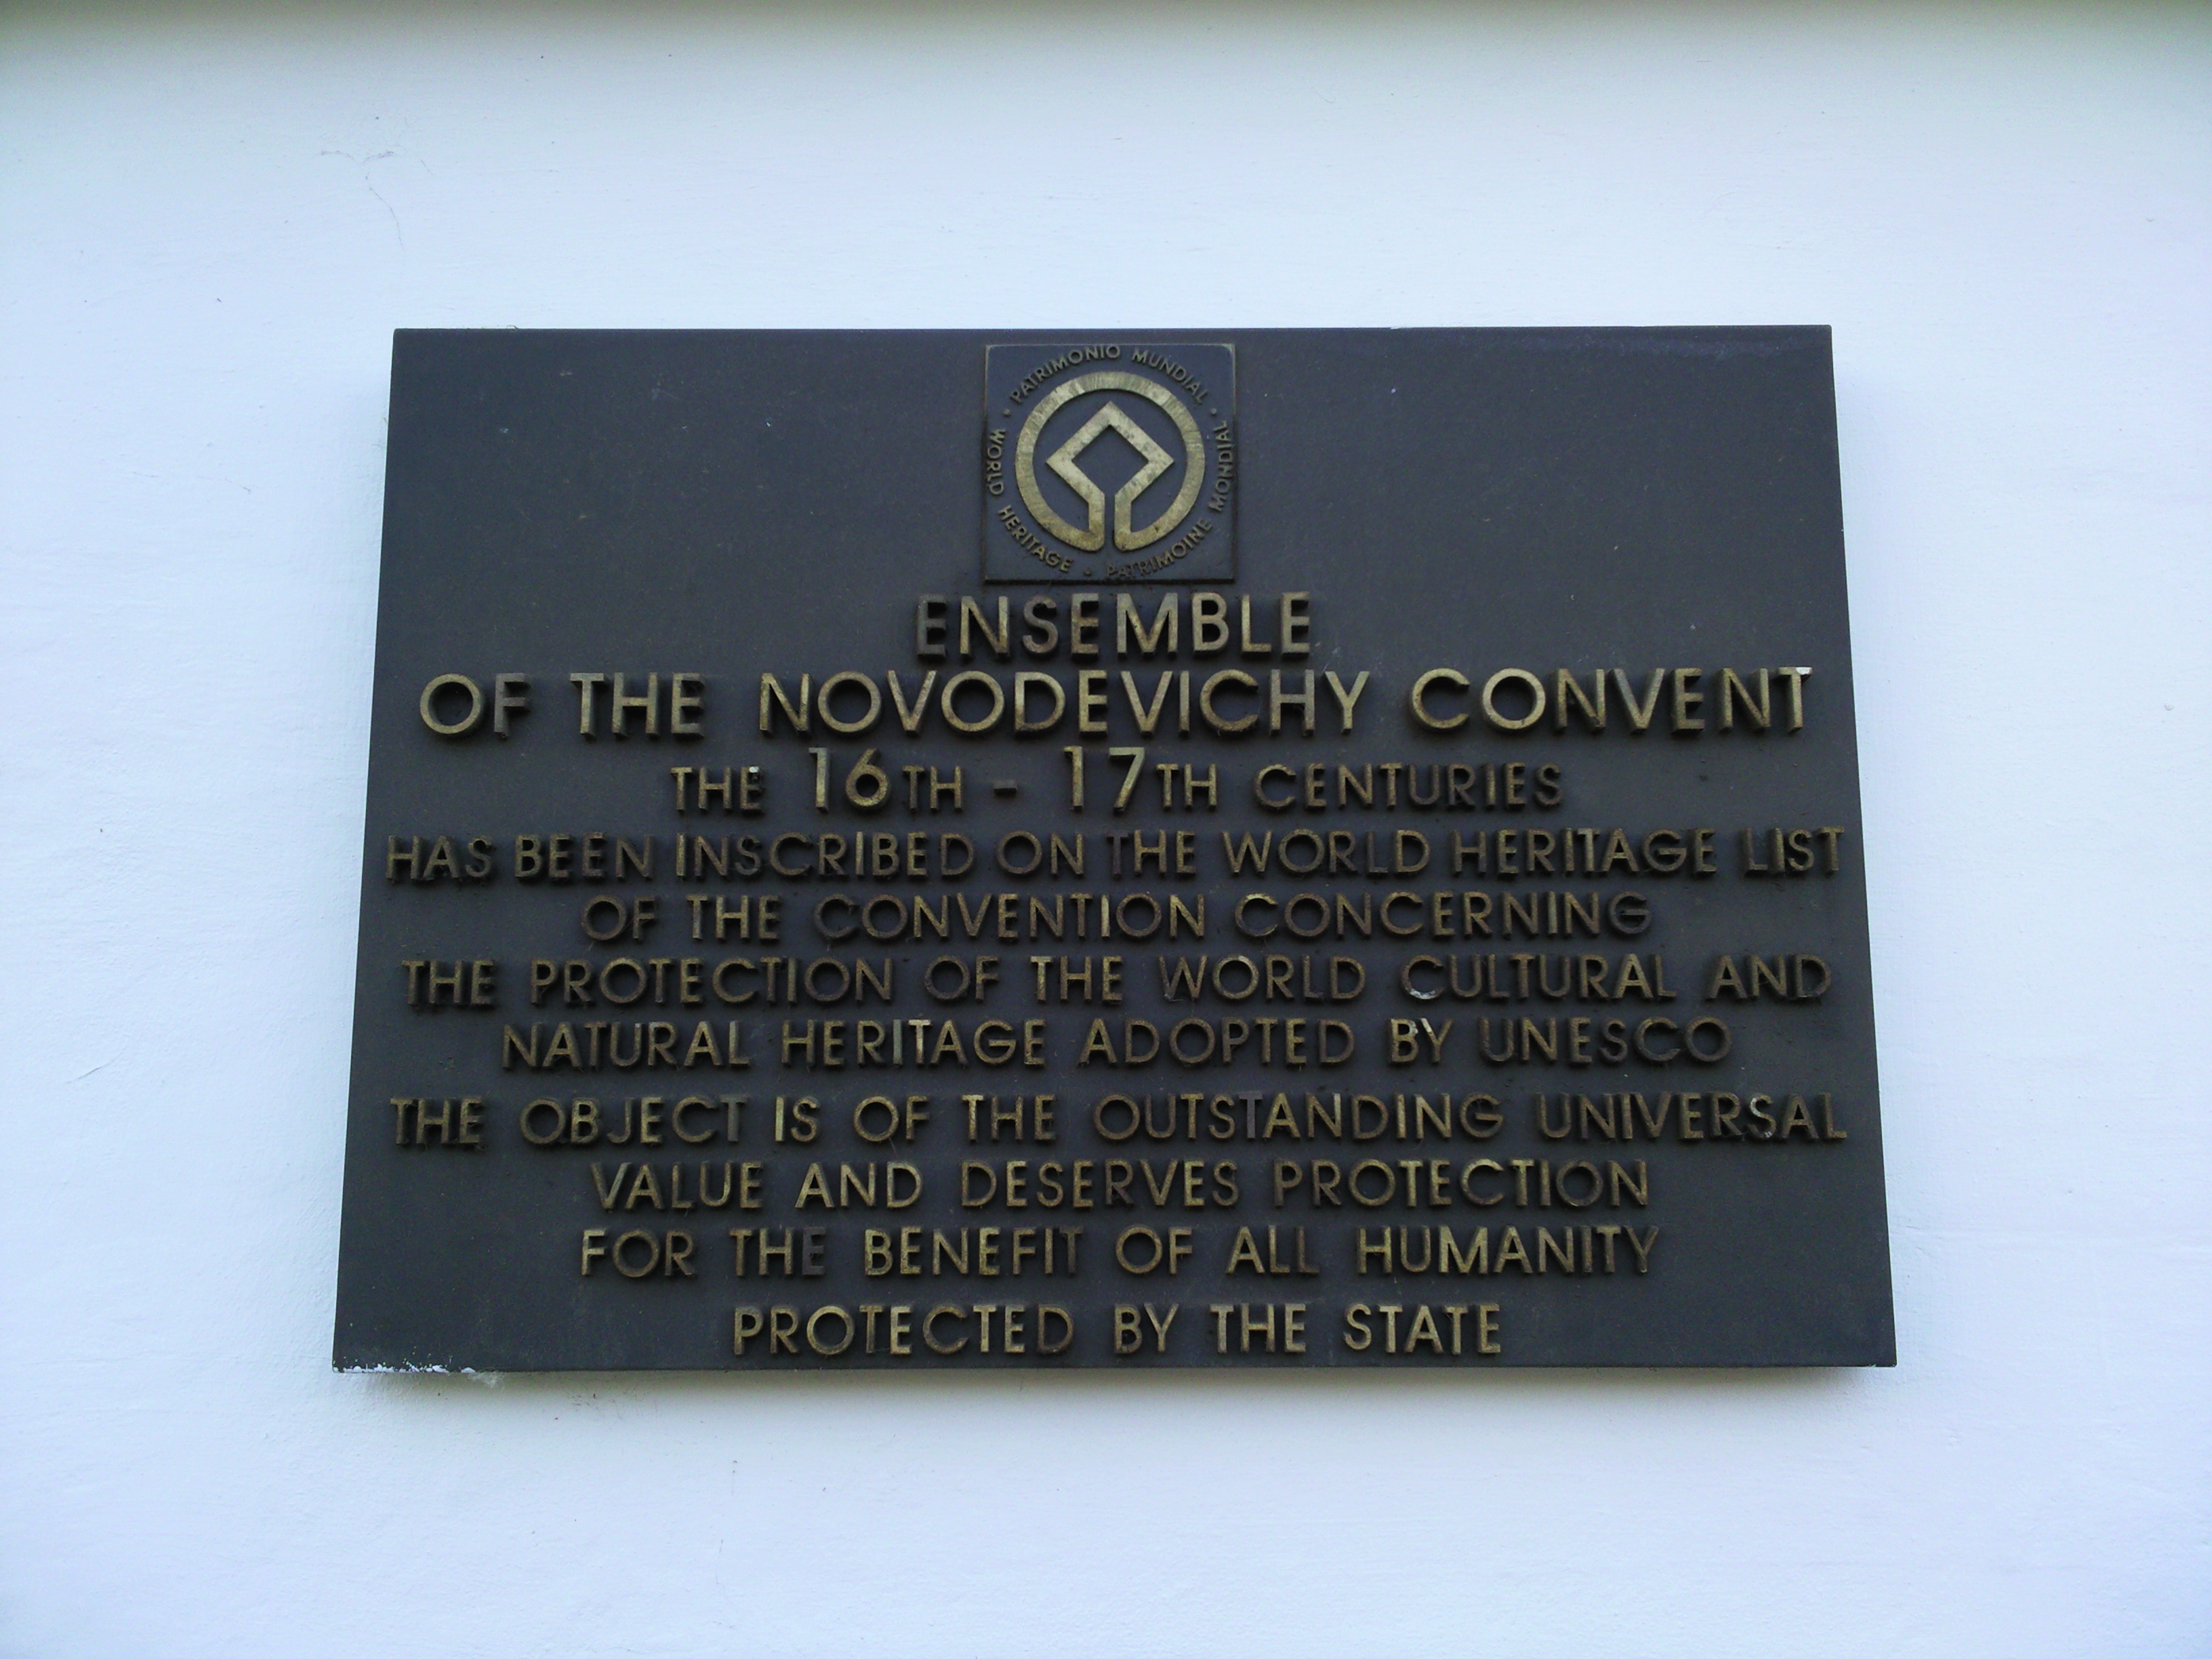 PATRIMONIO MUNDIAL • PATRIMOINE MONDIAL • WORLD HERITAGE •
ENSEMBLE
OF THE NOVODEVICHY CONVENT
THE 16TH - 17TH CENTURIES
HAS BEEN INSCRIBED ON THE WORLD HERITAGE LIST
OF THE CONVENTION CONCERNING
THE PROTECTION OF THE WORLD CULTURAL AND
NATURAL HERITAGE ADOPTED BY UNESCO
THE OBJECT IS OF THE OUTSTANDING UNIVERSAL
VALUE AND DESERVES PROTECTION
FOR THE BENEFIT OF ALL HUMANITY
PROTECTED BY THE STATE